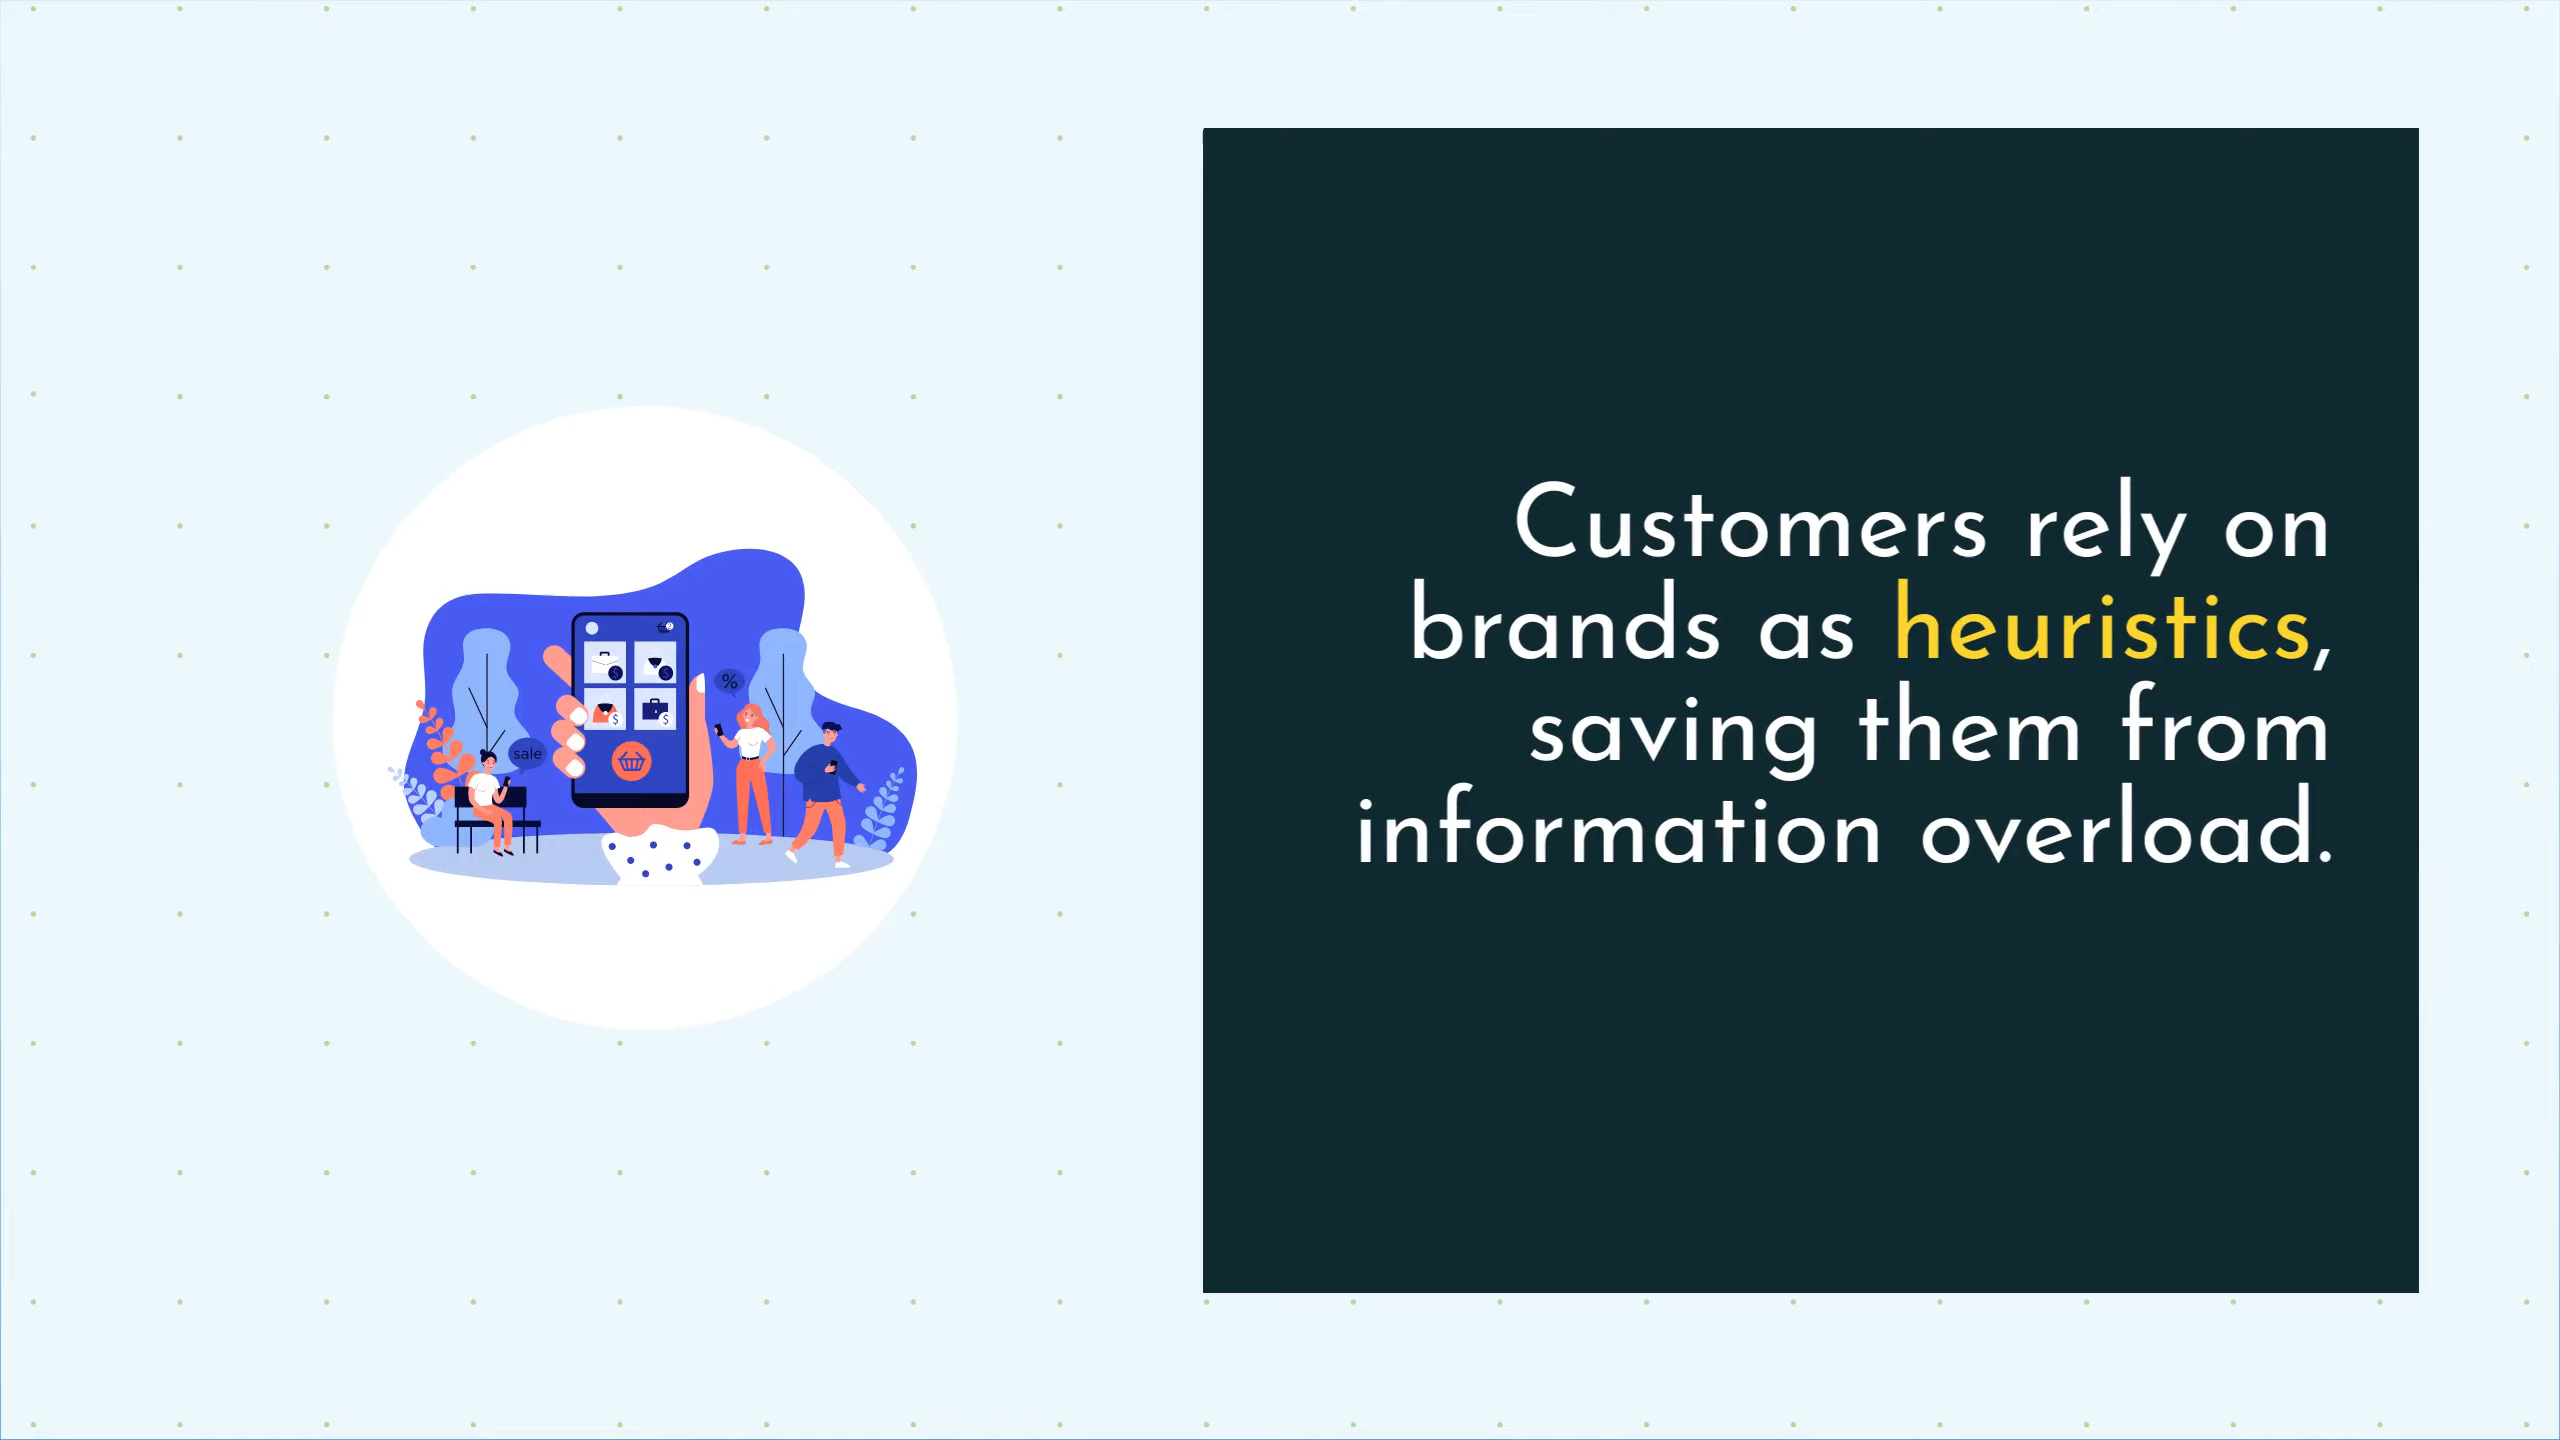 Customers rely on
brands as heuristics,
saving them from
information overload.
sale
%
$
$
$
$